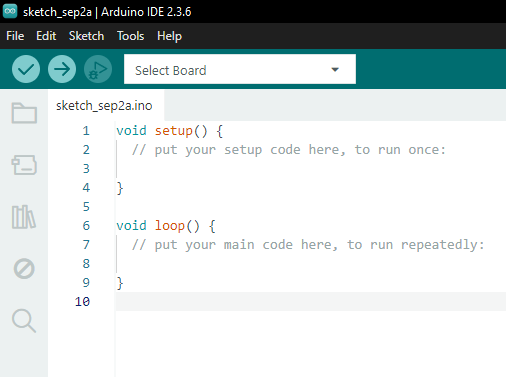 sketch_sep2a | Arduino IDE 2.3.6
File Edit Sketch Tools Help
Select Board
sketch_sep2a.ino
1 void setup() {
2 // put your setup code here, to run once:
3
4 }
5
6 void loop() {
7 // put your main code here, to run repeatedly:
8
9 }
10